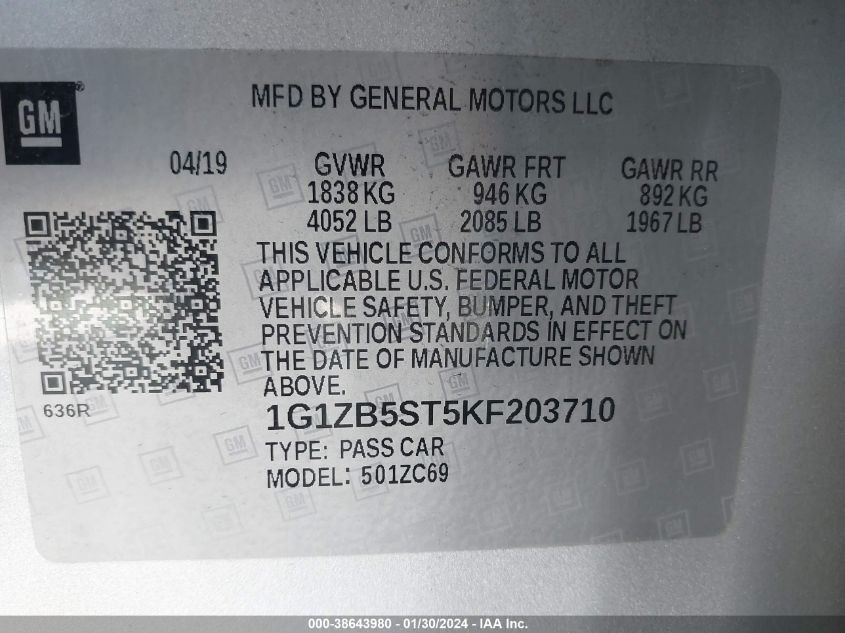 GM
MFD BY GENERAL MOTORS LLC
04/19 GVWR GAWR FRT GAWR RR
1838 KG 946 KG 892 KG
4052 LB 2085 LB 1967 LB
THIS VEHICLE CONFORMS TO ALL
APPLICABLE U.S. FEDERAL MOTOR
VEHICLE SAFETY, BUMPER, AND THEFT
PREVENTION STANDARDS IN EFFECT ON
THE DATE OF MANUFACTURE SHOWN
ABOVE.
636R
1G1ZB5ST5KF203710
TYPE: PASS CAR
MODEL: 501ZC69
000-38643980 - 01/30/2024 - IAA Inc.